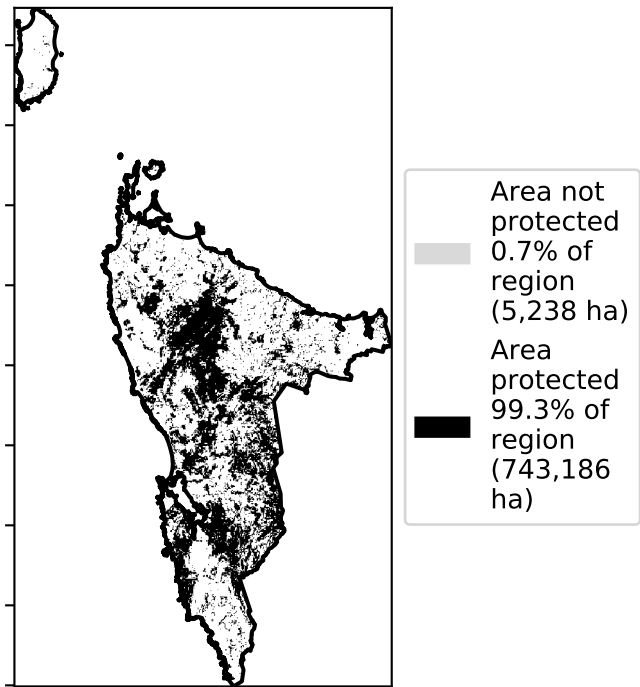 Area not
protected
0.7% of
region
(5,238 ha)
Area
protected
99.3% of
region
(743,186
ha)